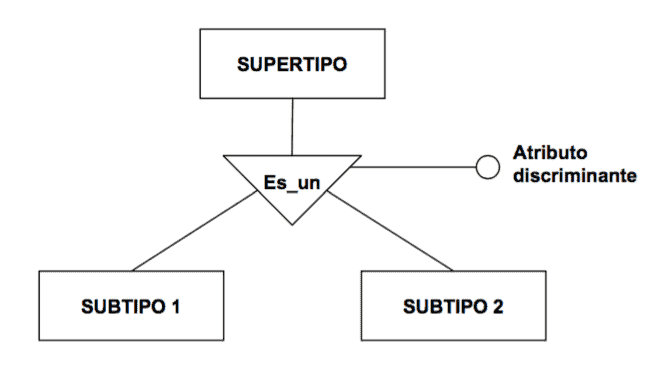 SUPERTIPO
Es_un
Atributo
discriminante
SUBTIPO 1
SUBTIPO 2